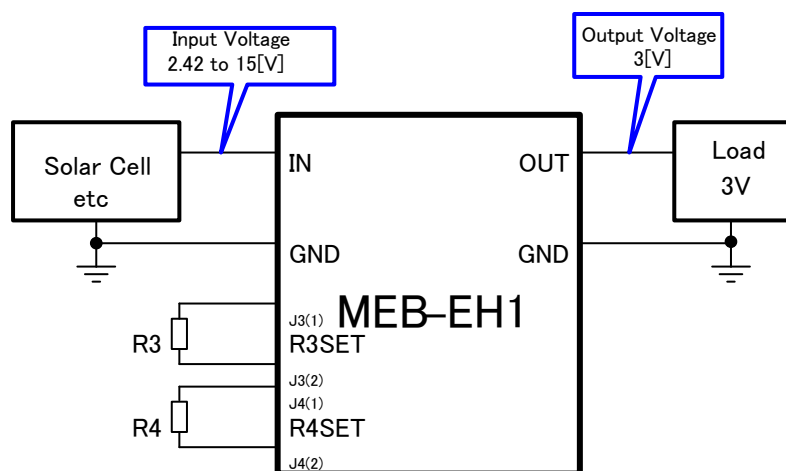 Input Voltage
2.42 to 15[V]
Output Voltage
3[V]
Solar Cell
etc
IN
OUT
Load
3V
GND
GND
MEB-EH1
J3(1)
R3
R3SET
J3(2)
J4(1)
R4
R4SET
J4(2)